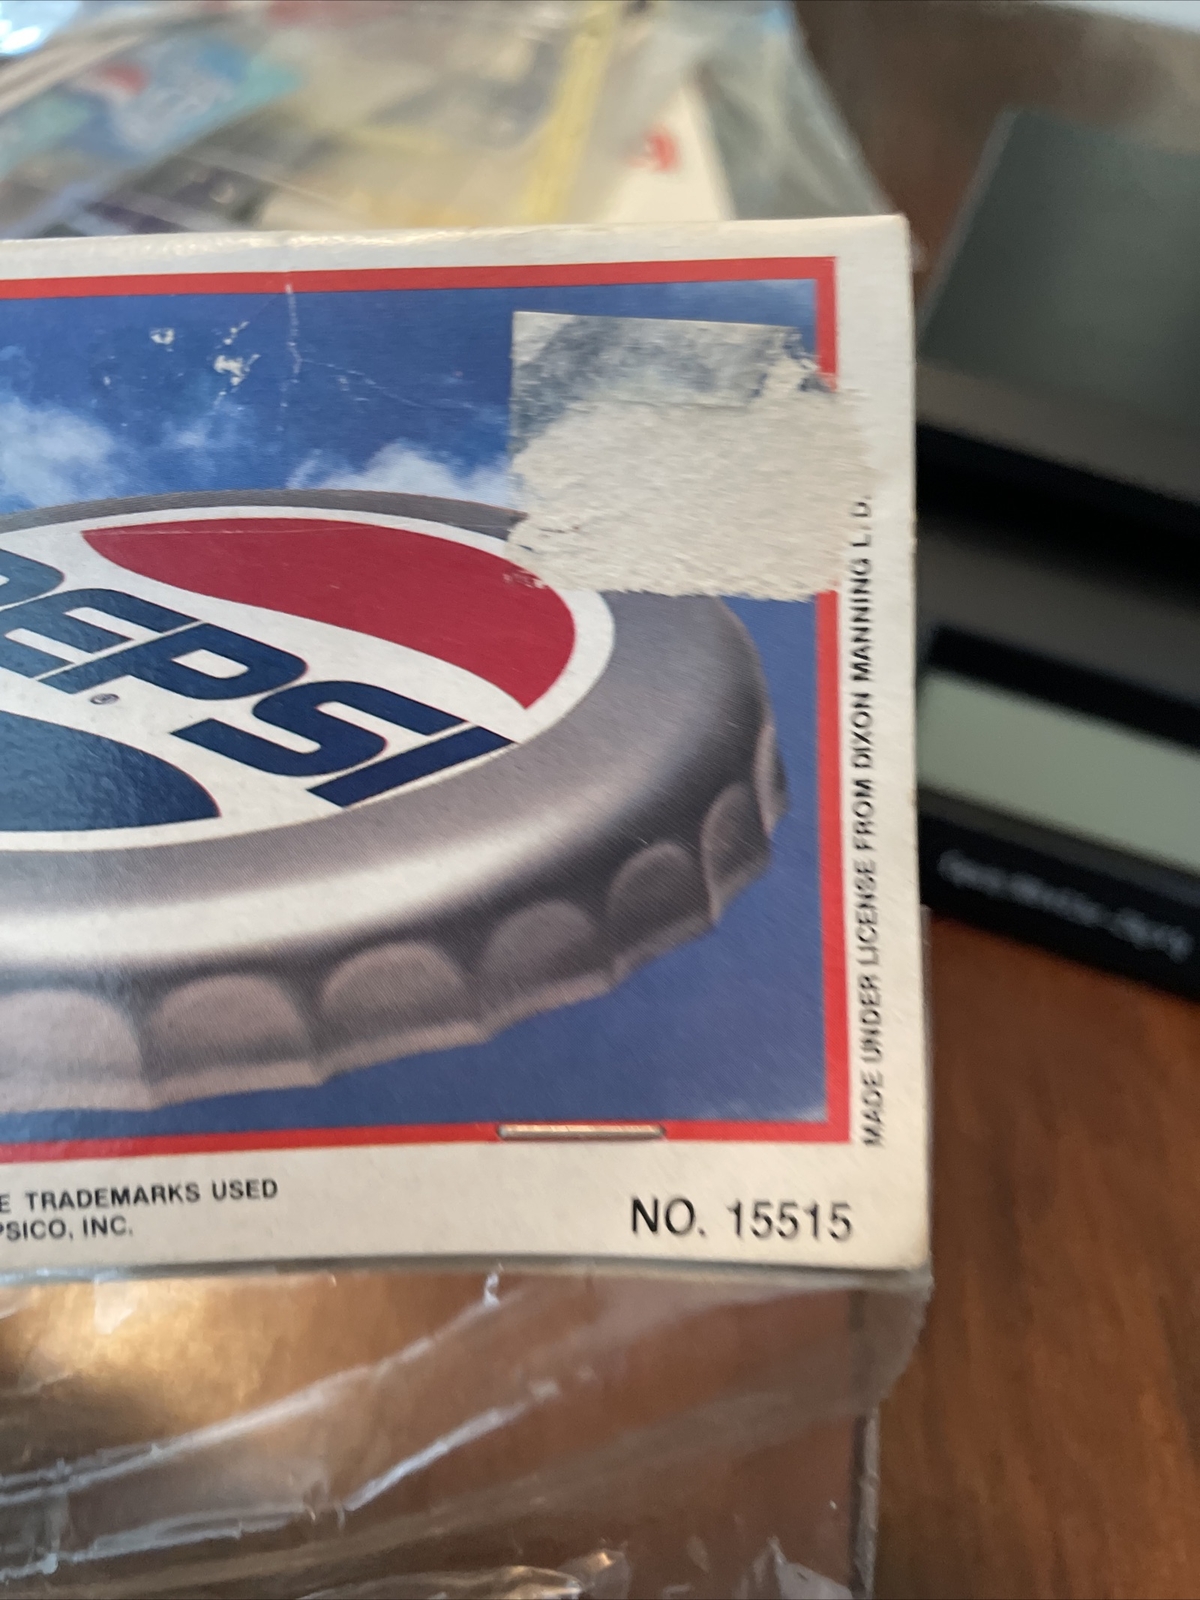 PEPSI
®
E TRADEMARKS USED
PSICO, INC.
NO. 15515
MADE UNDER LICENSE FROM DIXON MANNING L.D.